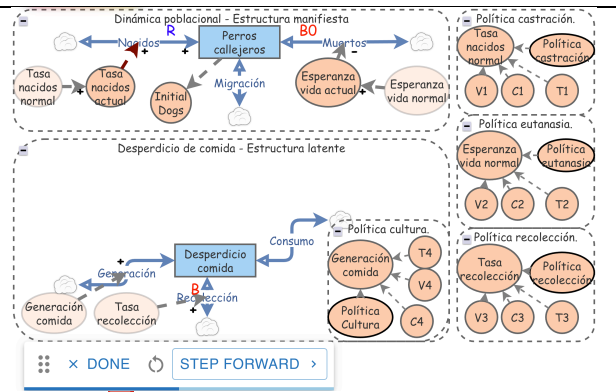 Dinámica poblacional - Estructura manifiesta
R
B0
Nacidos
+
+
Perros
callejeros
Muertos
-
Tasa
nacidos normal
+
Tasa
nacidos
actual
Initial
Dogs
Migración
Esperanza
vida actual
+
Esperanza
vida normal
Desperdicio de comida - Estructura latente
Consumo
+
Generación
Desperdicio
comida
B
Recolección
+
Generación
comida
Tasa
recolección
Política cultura.
Generación
comida
T4
V4
Política
Cultura
C4
Política castración.
Tasa
nacidos
normal
Política
castración
V1
C1
T1
Política eutanasia.
Esperanza
vida normal
Política
eutanasia
V2
C2
T2
Política recolección.
Tasa
recolección
Política
recolección
V3
C3
T3
× DONE
STEP FORWARD >